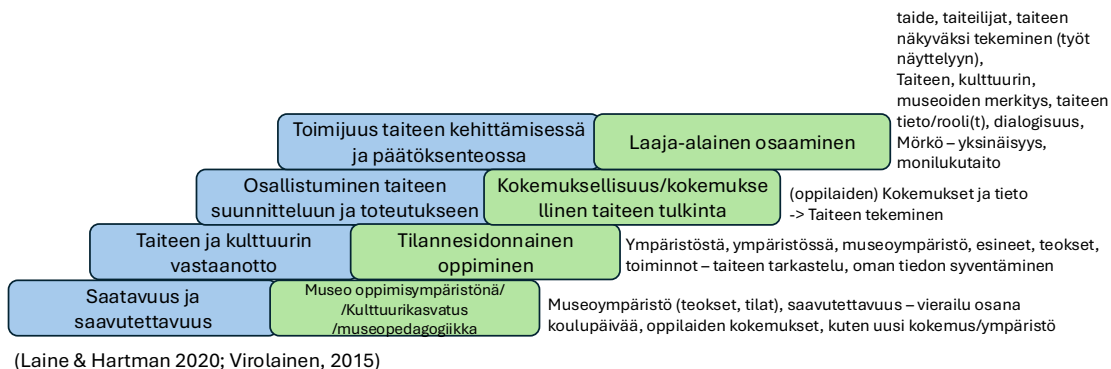 taide, taiteilijat, taiteen
näkyväksi tekeminen (työt
näyttelyyn),
Taiteen, kulttuurin,
museoiden merkitys, taiteen
tieto/rooli(t), dialogisuus,
Mörkö – yksinäisyys,
monilukutaito
Toimijuus taiteen kehittämisessä
ja päätöksenteossa
Laaja-alainen osaaminen
Osallistuminen taiteen
suunnitteluun ja toteutukseen
Kokemuksellisuus/kokemukse
llinen taiteen tulkinta
(oppilaiden) Kokemukset ja tieto
-> Taiteen tekeminen
Taiteen ja kulttuurin
vastaanotto
Tilannesidonnainen
oppiminen
Ympäristöstä, ympäristössä, museoympäristö, esineet, teokset,
toiminnot – taiteen tarkastelu, oman tiedon syventäminen
Saatavuus ja
saavutettavuus
Museo oppimisympäristönä/
/Kulttuurikasvatus
/museopedagogiikka
Museoympäristö (teokset, tilat), saavutettavuus – vierailu osana
koulupäivää, oppilaiden kokemukset, kuten uusi kokemus/ympäristö
(Laine & Hartman 2020; Virolainen, 2015)